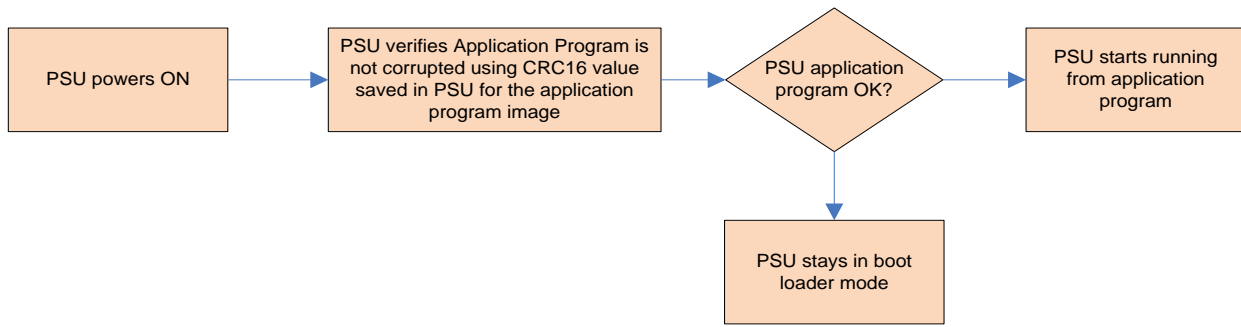 PSU powers ON
PSU verifies Application Program is
not corrupted using CRC16 value
saved in PSU for the application
program image
PSU application
program OK?
PSU starts running
from application
program
PSU stays in boot
loader mode